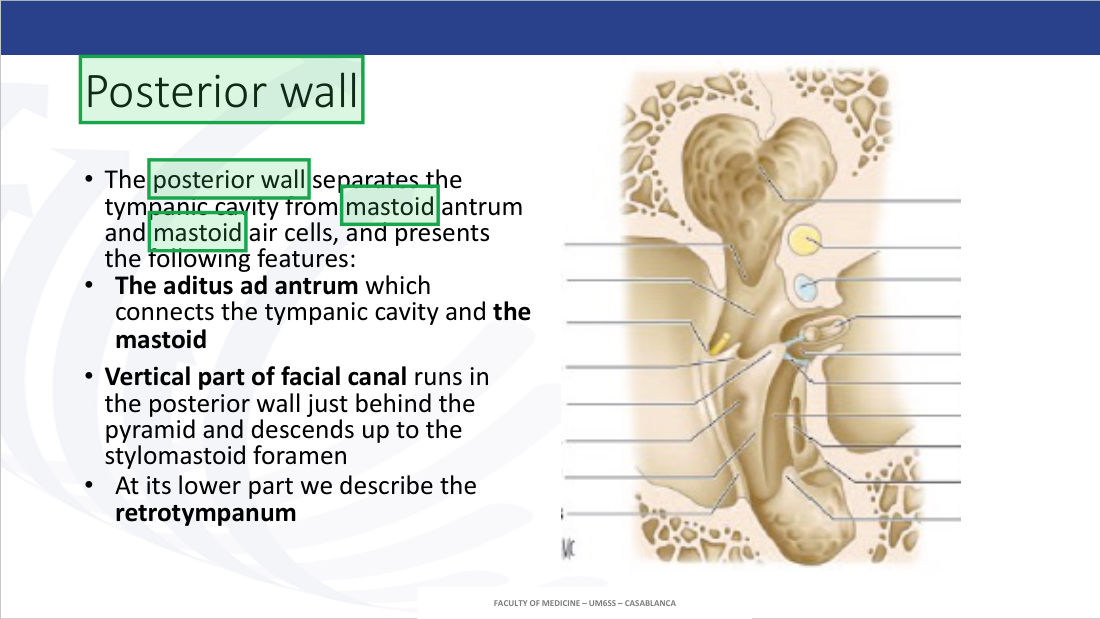 Posterior wall
• The posterior wall separates the
tympanic cavity from mastoid antrum
and mastoid air cells, and presents
the following features:
• The aditus ad antrum which
connects the tympanic cavity and the
mastoid
• Vertical part of facial canal runs in
the posterior wall just behind the
pyramid and descends up to the
stylomastoid foramen
• At its lower part we describe the
retrotympanum
FACULTY OF MEDICINE – UM6SS – CASABLANCA